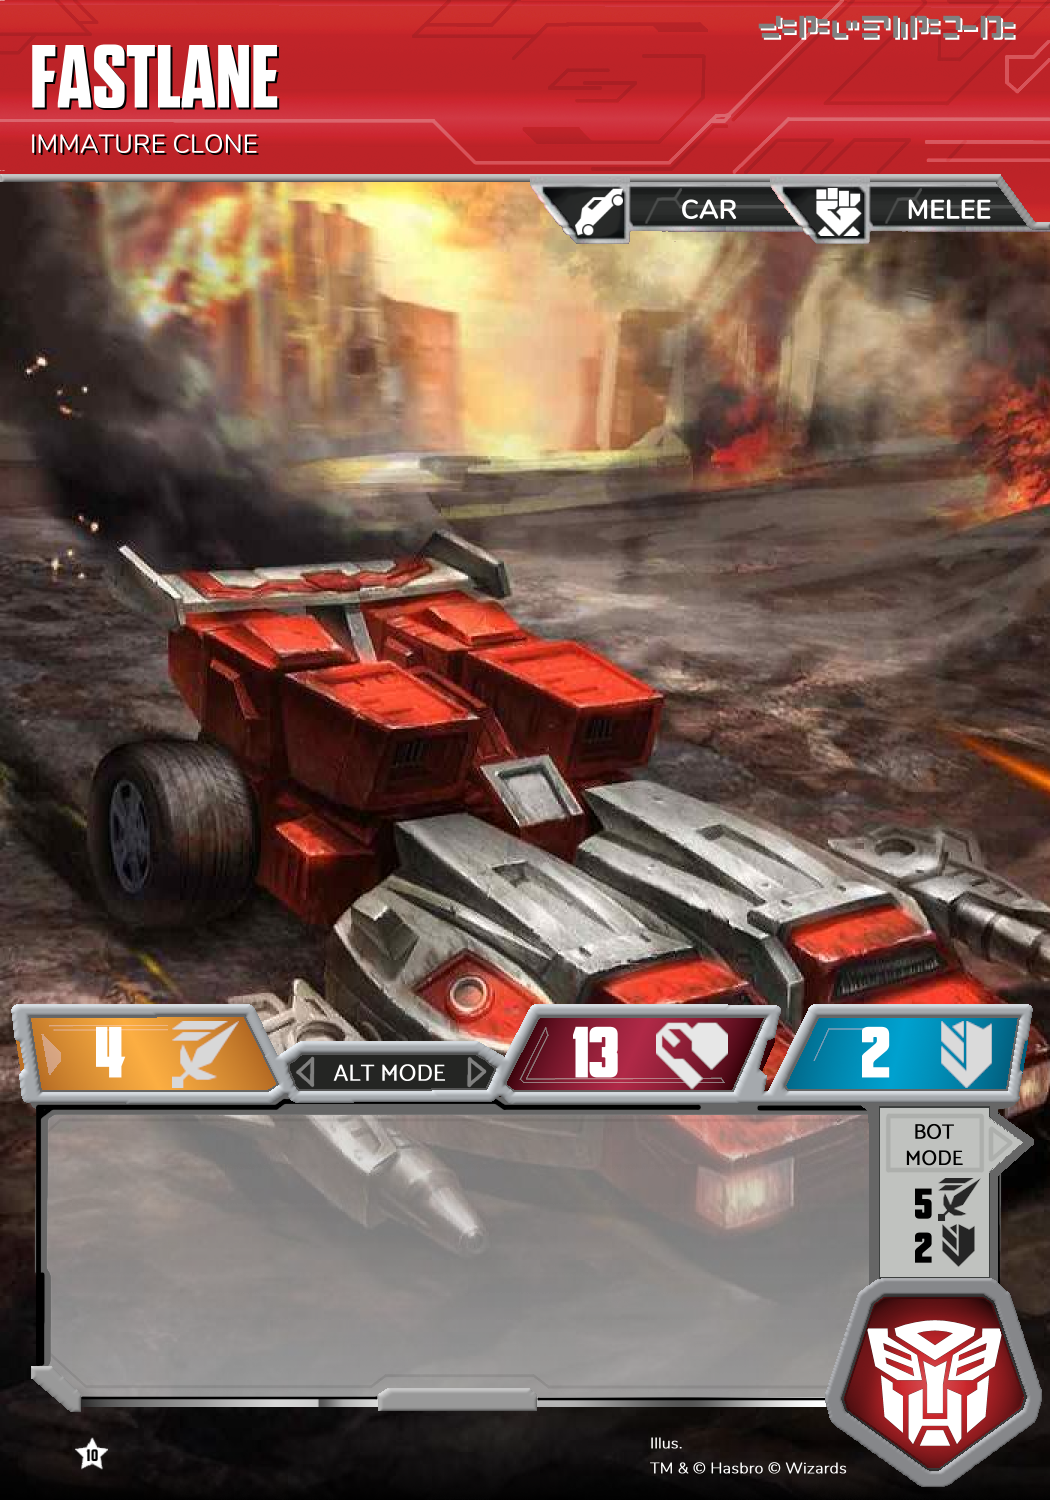 FASTLANE
IMMATURE CLONE
CAR
MELEE
4
ALT MODE
13
2
BOT
MODE
5
2
10
Illus.
TM & © Hasbro © Wizards